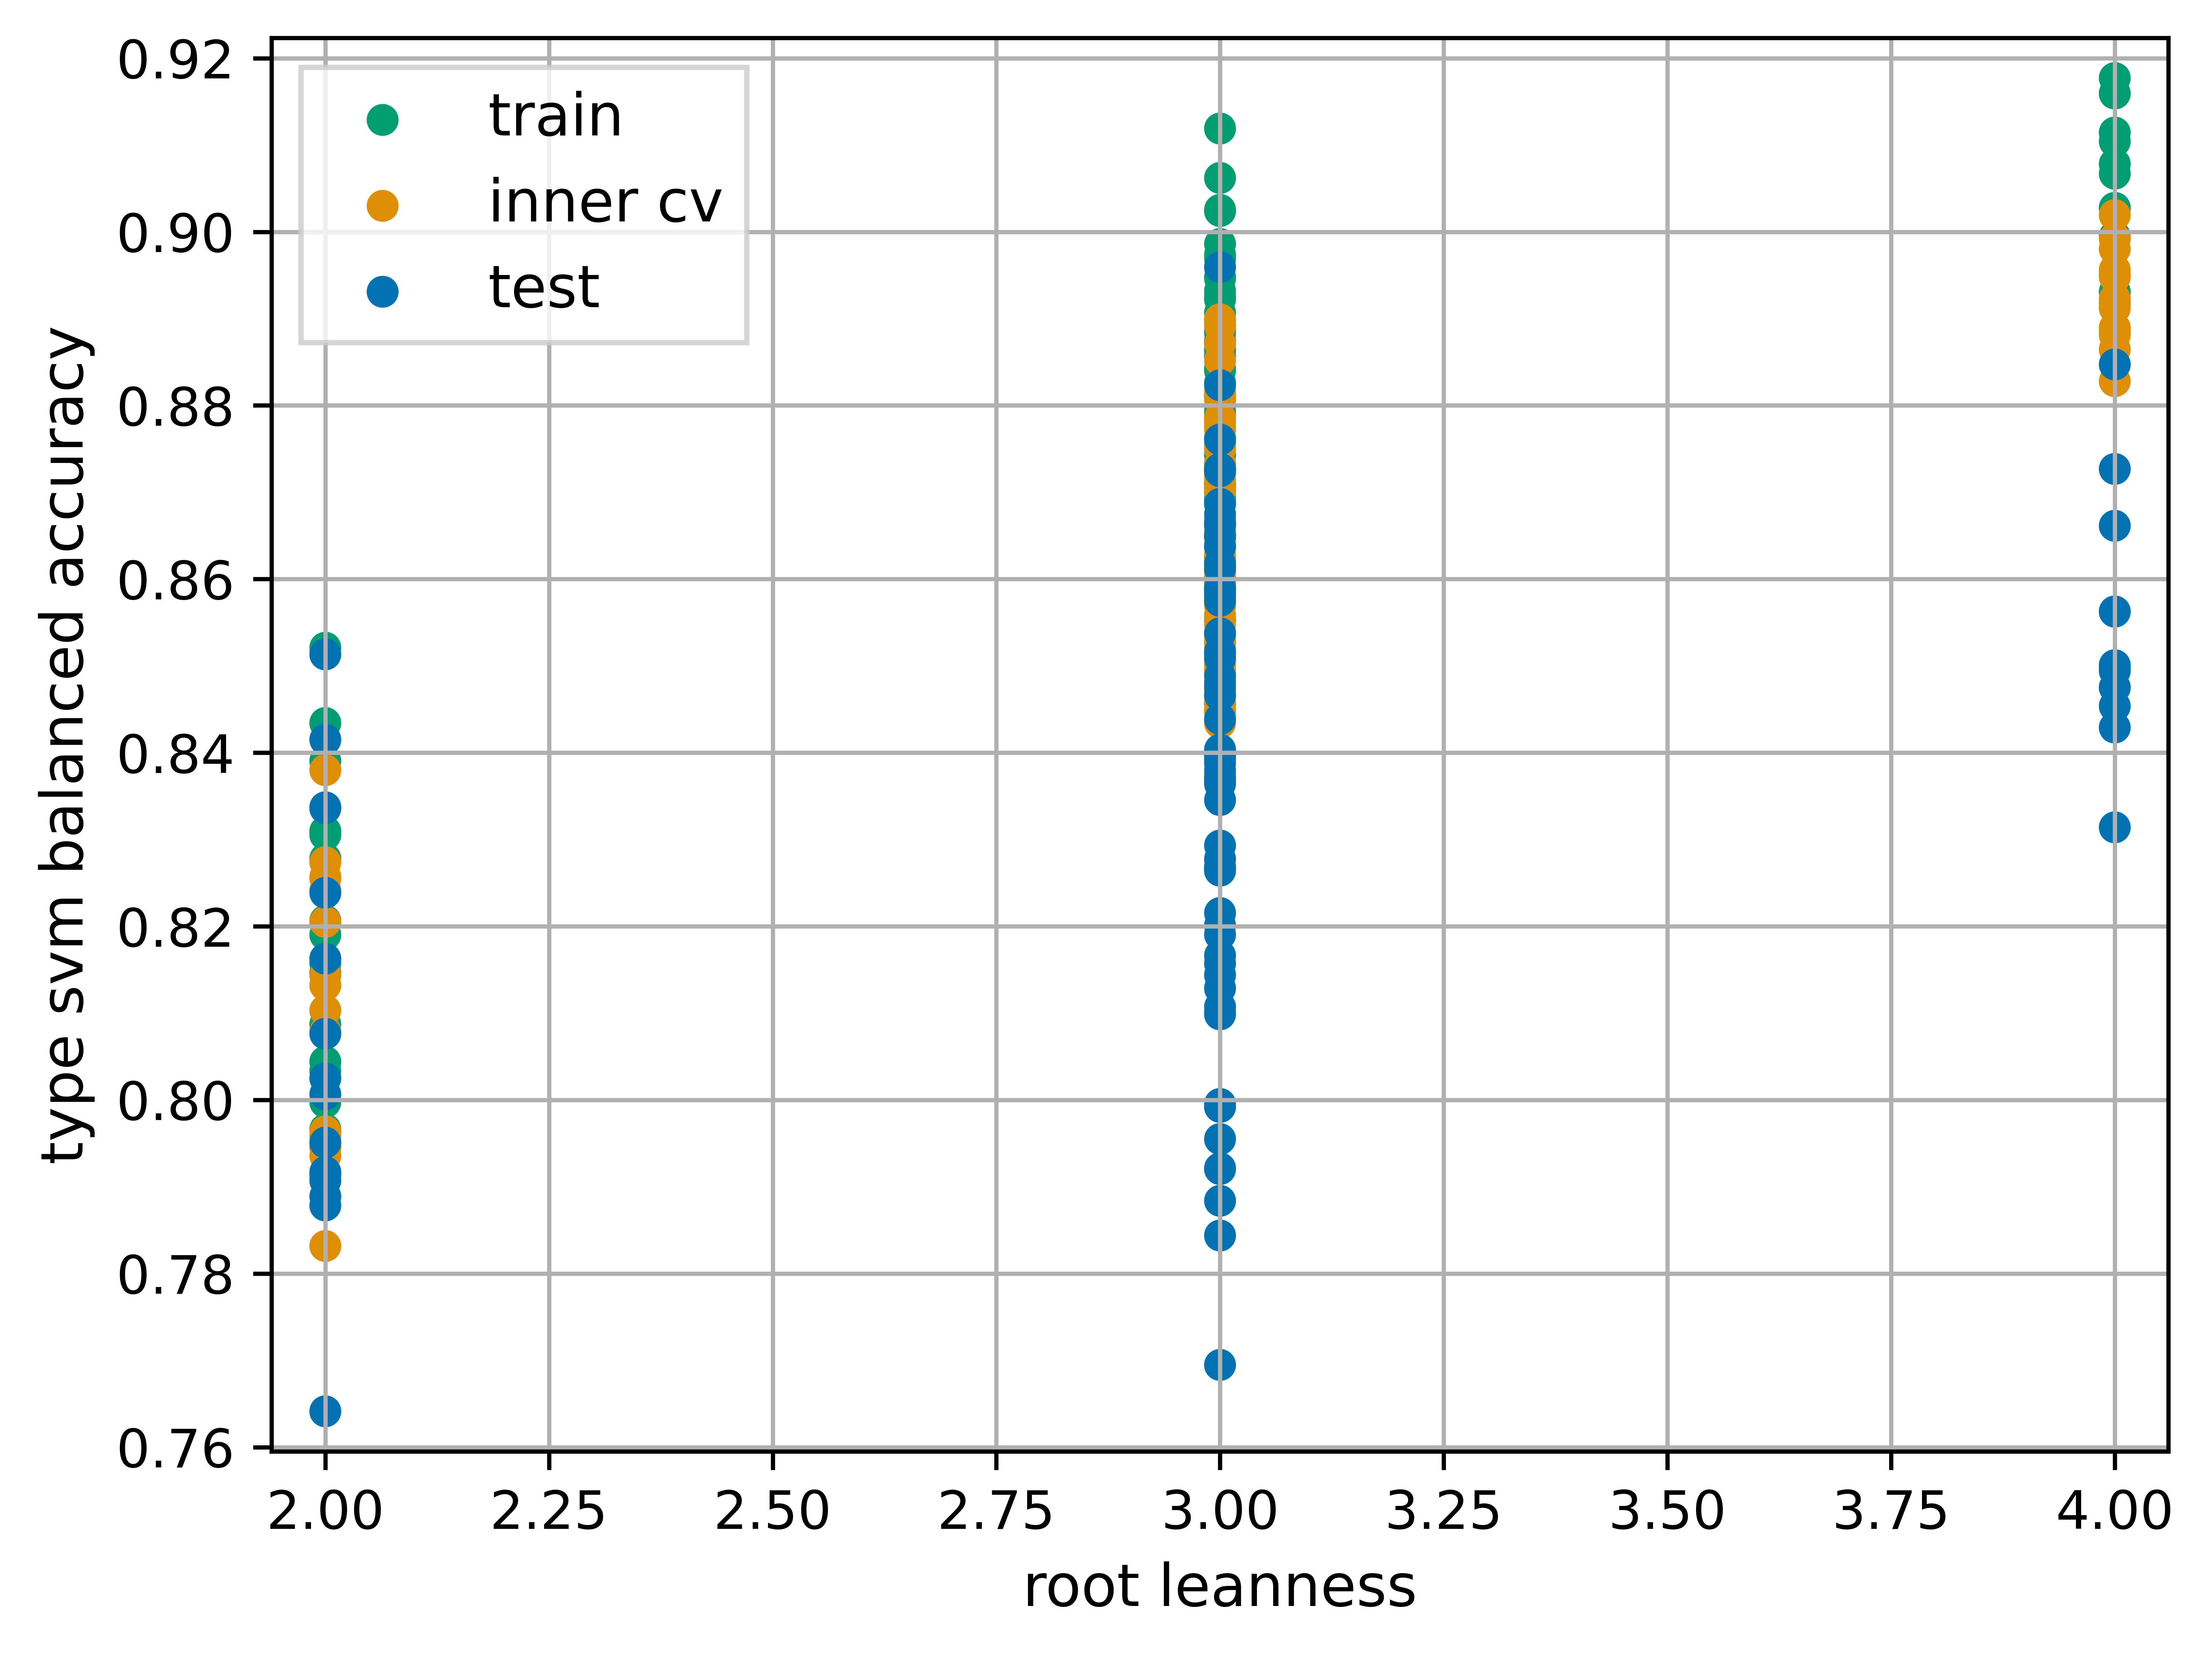 0.92
0.90
0.88
0.86
0.84
0.82
0.80
0.78
0.76
type svm balanced accuracy
train
inner cv
test
2.00 2.25 2.50 2.75 3.00 3.25 3.50 3.75 4.00
root leanness